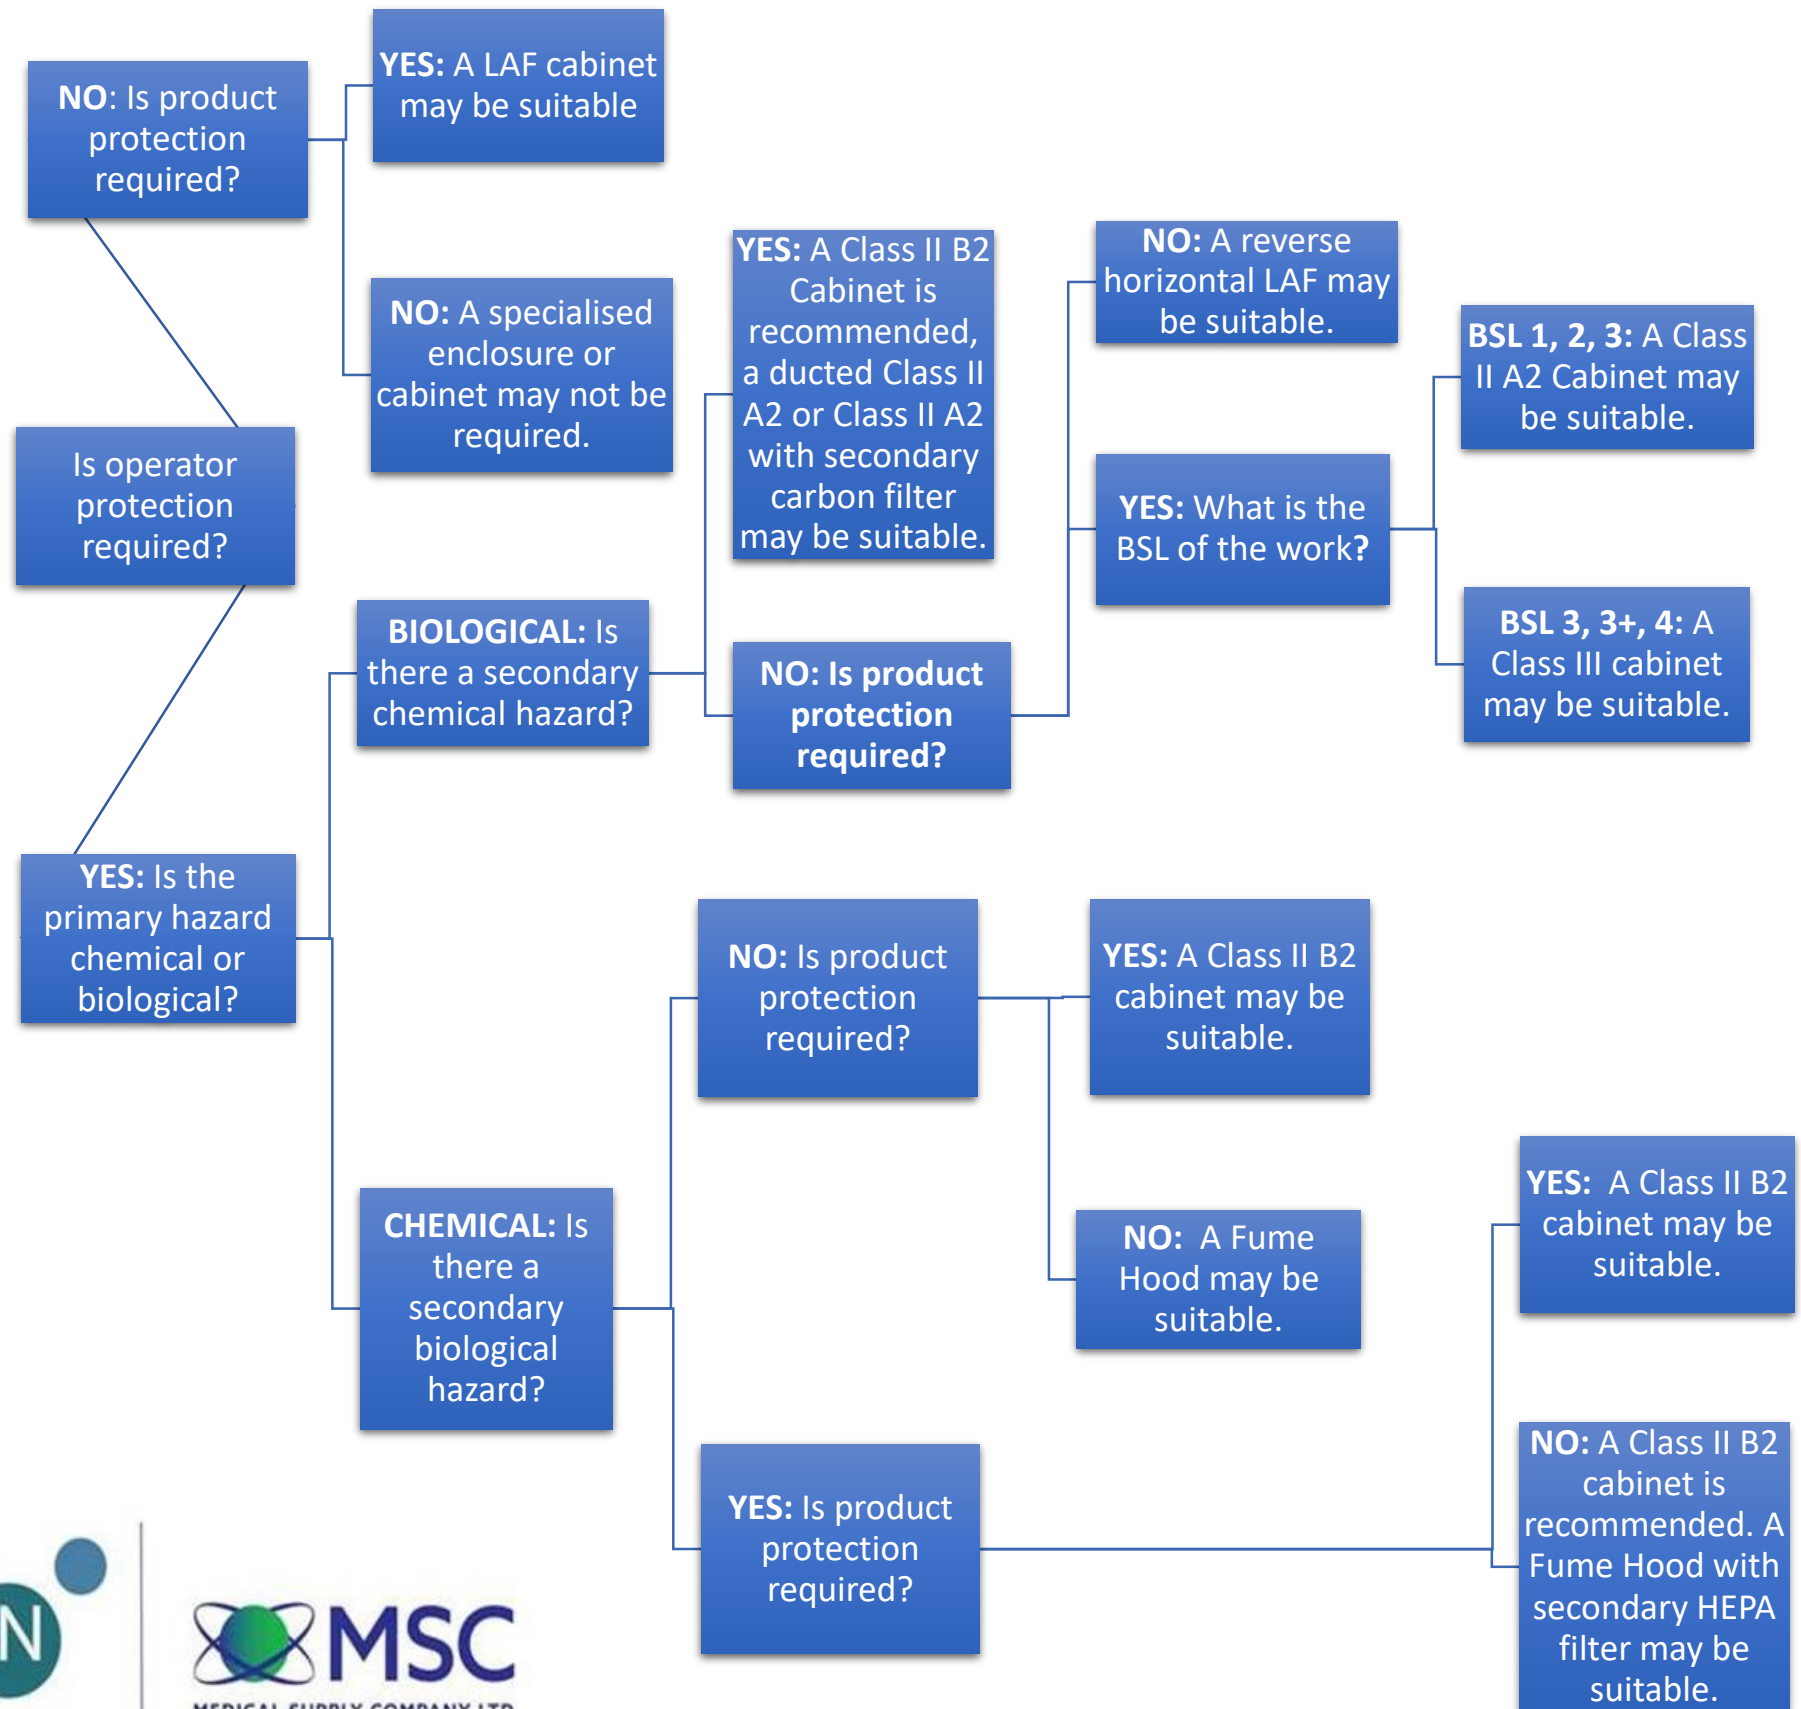 NO: Is product
protection
required?
YES: A LAF cabinet
may be suitable
NO: A specialised
enclosure or
cabinet may not be
required.
Is operator
protection
required?
YES: Is the
primary hazard
chemical or
biological?
BIOLOGICAL: Is
there a secondary
chemical hazard?
YES: A Class II B2
Cabinet is
recommended,
a ducted Class II
A2 or Class II A2
with secondary
carbon filter
may be suitable.
NO: Is product
protection
required?
NO: A reverse
horizontal LAF may
be suitable.
YES: What is the
BSL of the work?
BSL 1, 2, 3: A Class
II A2 Cabinet may
be suitable.
BSL 3, 3+, 4: A
Class III cabinet
may be suitable.
CHEMICAL: Is
there a
secondary
biological
hazard?
NO: Is product
protection
required?
YES: A Class II B2
cabinet may be
suitable.
NO: A Fume
Hood may be
suitable.
YES: Is product
protection
required?
YES: A Class II B2
cabinet may be
suitable.
NO: A Class II B2
cabinet is
recommended. A
Fume Hood with
secondary HEPA
filter may be
suitable.
N
MSC
MEDICAL SUPPLY COMPANY LTD